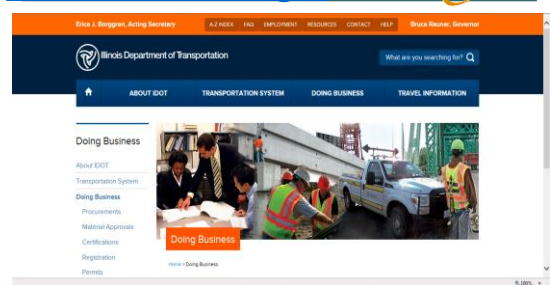 Erica J. Borggren, Acting Secretary A-Z INDEX FAQ EMPLOYMENT RESOURCES CONTACT HELP Bruce Rauner, Governor
Illinois Department of Transportation
What are you searching for?
ABOUT IDOT TRANSPORTATION SYSTEM DOING BUSINESS TRAVEL INFORMATION
Doing Business
About IDOT
Transportation System
Doing Business
Procurements
Material Approvals
Certifications
Registration
Permits
Doing Business
Home > Doing Business
100%